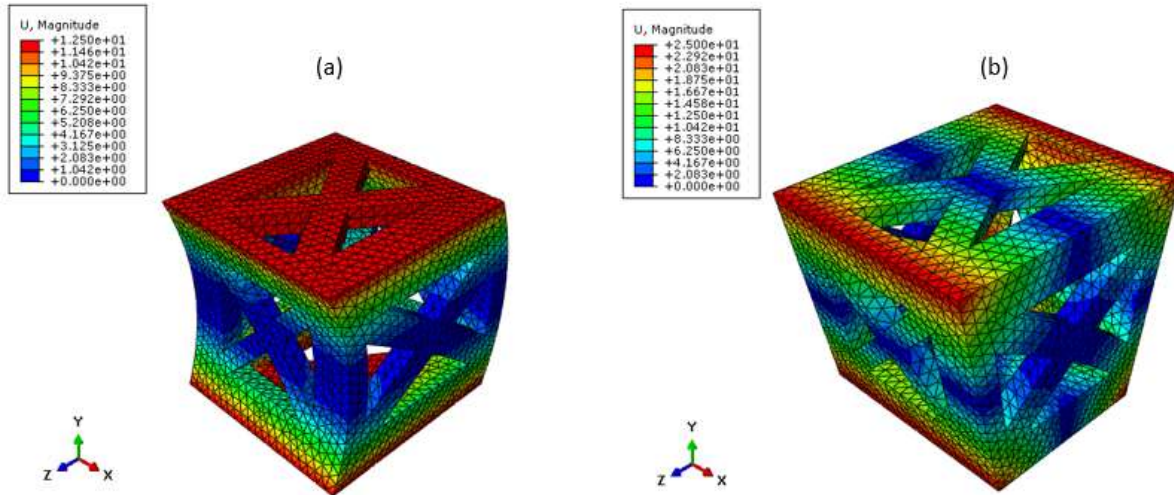 U, Magnitude
+1.250e+01
+1.146e+01
+1.042e+01
+9.375e+00
+8.333e+00
+7.292e+00
+6.250e+00
+5.208e+00
+4.167e+00
+3.125e+00
+2.083e+00
+1.042e+00
+0.000e+00
(a)
Y
Z
X
U, Magnitude
+2.500e+01
+2.292e+01
+2.083e+01
+1.875e+01
+1.667e+01
+1.458e+01
+1.250e+01
+1.042e+01
+8.333e+00
+6.250e+00
+4.167e+00
+2.083e+00
+0.000e+00
(b)
Y
Z
X